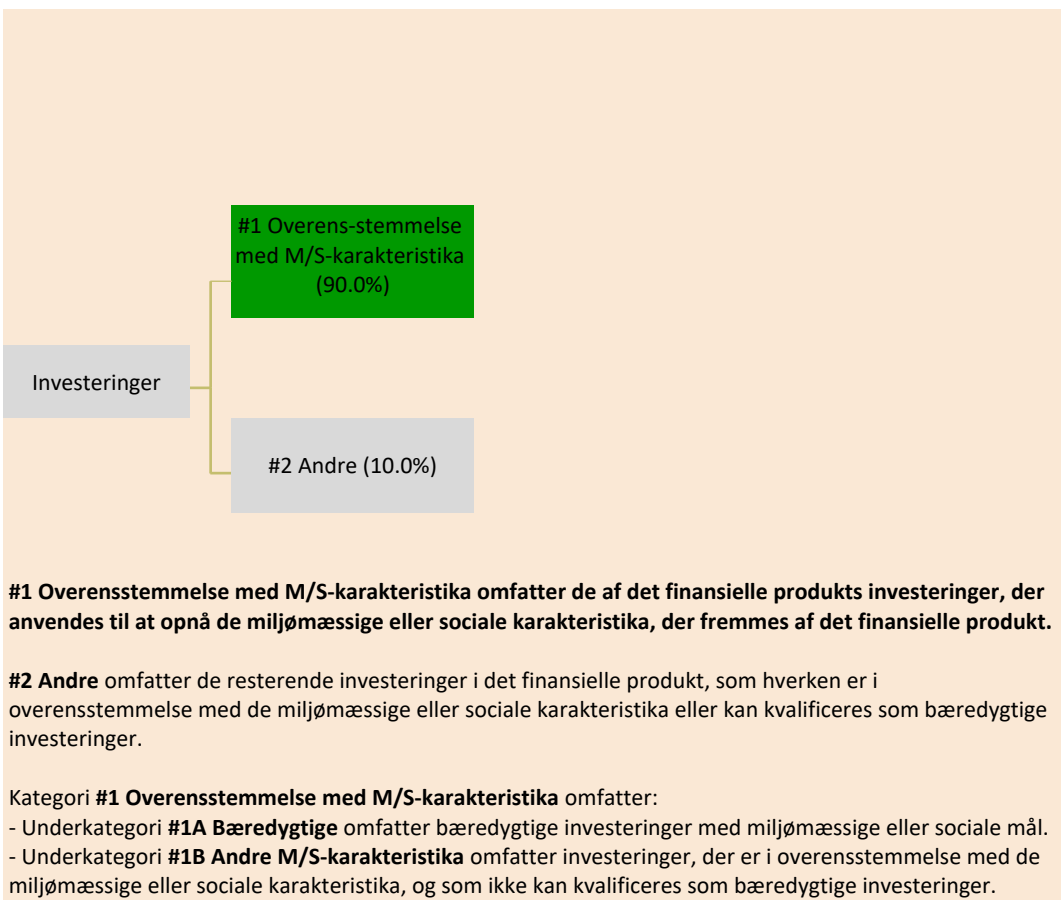 #1 Overens-stemmelse
med M/S-karakteristika
(90.0%)
Investeringer
#2 Andre (10.0%)
#1 Overensstemmelse med M/S-karakteristika omfatter de af det finansielle produkts investeringer, der
anvendes til at opnå de miljømæssige eller sociale karakteristika, der fremmes af det finansielle produkt.
#2 Andre omfatter de resterende investeringer i det finansielle produkt, som hverken er i
overensstemmelse med de miljømæssige eller sociale karakteristika eller kan kvalificeres som bæredygtige
investeringer.
Kategori #1 Overensstemmelse med M/S-karakteristika omfatter:
- Underkategori #1A Bæredygtige omfatter bæredygtige investeringer med miljømæssige eller sociale mål.
- Underkategori #1B Andre M/S-karakteristika omfatter investeringer, der er i overensstemmelse med de
miljømæssige eller sociale karakteristika, og som ikke kan kvalificeres som bæredygtige investeringer.